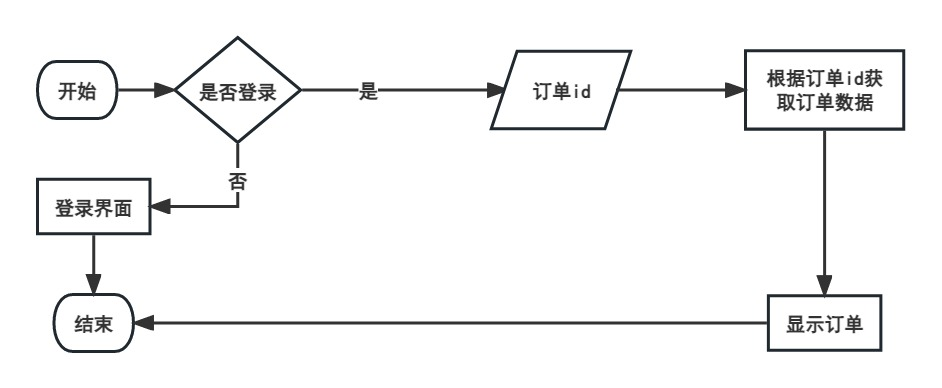 开始
是否登录
是
订单id
根据订单id获
取订单数据
否
登录界面
结束
显示订单